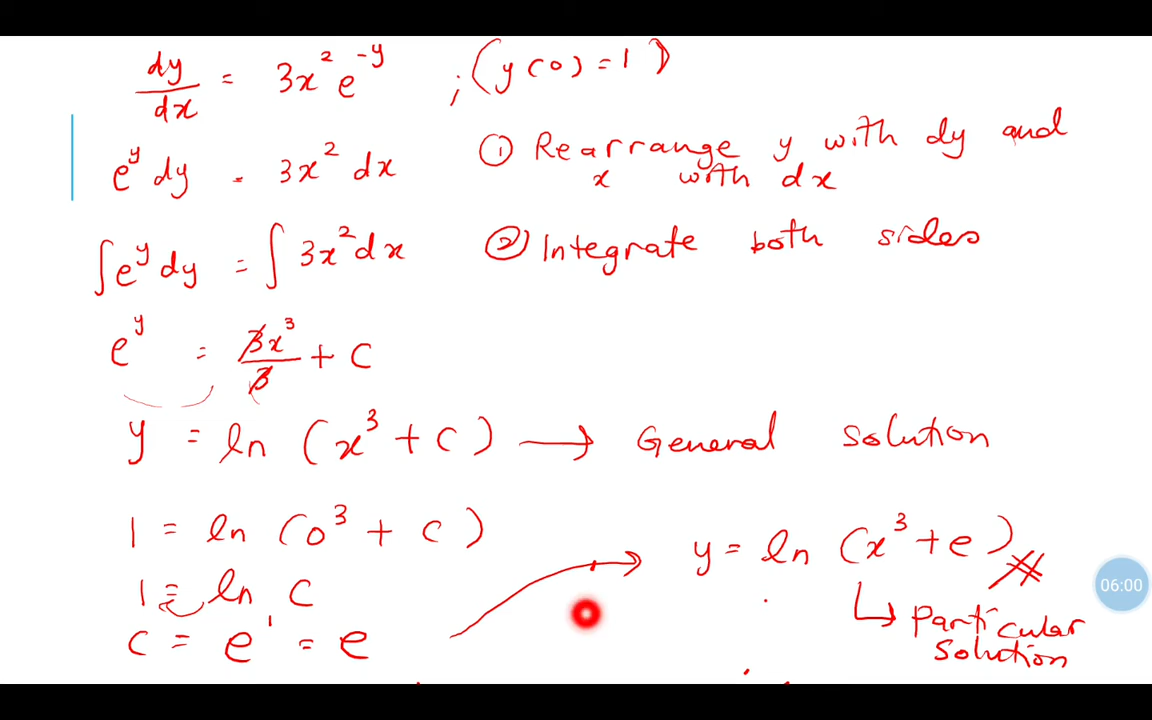 dy/dx = 3x² e^-y ; (y(0) = 1)
e^y dy = 3x² dx ① Rearrange y with dy and
x with dx
∫e^y dy = ∫3x² dx ② Integrate both sides
e^y = 3x³/3 + C
y = ln (x³ + C) → General solution
1 = ln (0³ + C)
y = ln (x³ + e)
1 = ln C
06:00
Particular
solution
C = e¹ = e